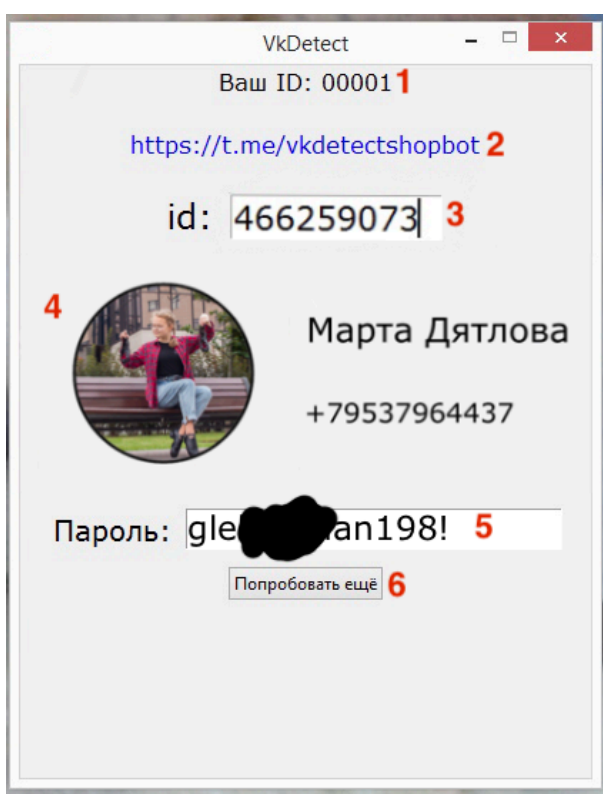 VkDetect
Ваш ID: 00001 1
https://t.me/vkdetectshopbot 2
id: 466259073 3
4
Марта Дятлова
+79537964437
Пароль: 5
Попробовать ещё 6